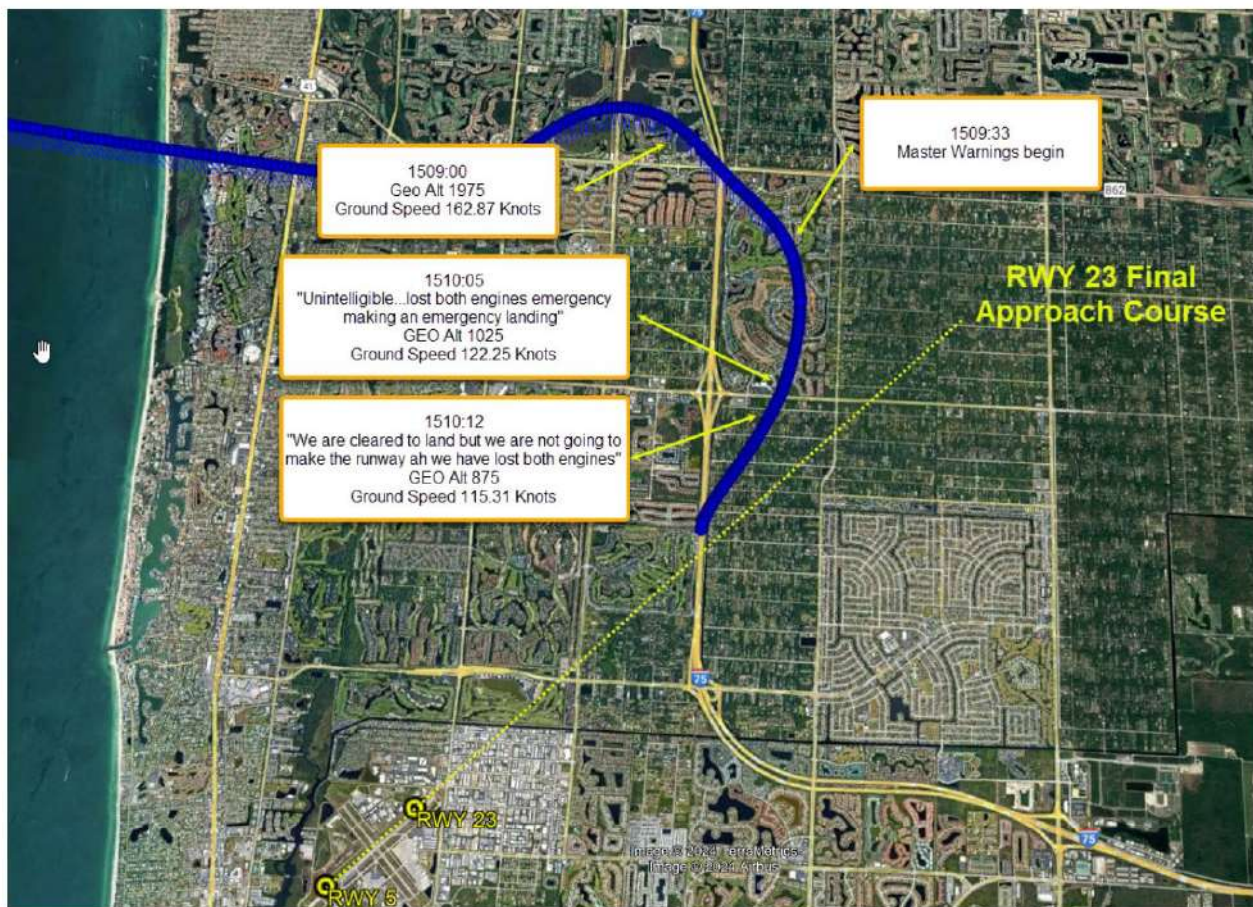 75
41
1509:33
Master Warnings begin
1509:00
Geo Alt 1975
Ground Speed 162.87 Knots
862
1510:05
"Unintelligible...lost both engines emergency
making an emergency landing"
GEO Alt 1025
Ground Speed 122.25 Knots
RWY 23 Final
Approach Course
1510:12
"We are cleared to land but we are not going to
make the runway ah we have lost both engines"
GEO Alt 875
Ground Speed 115.31 Knots
75
RWY 23
75
Image © 2024 TerraMetrics
Image © 2024 Airbus
RWY 5